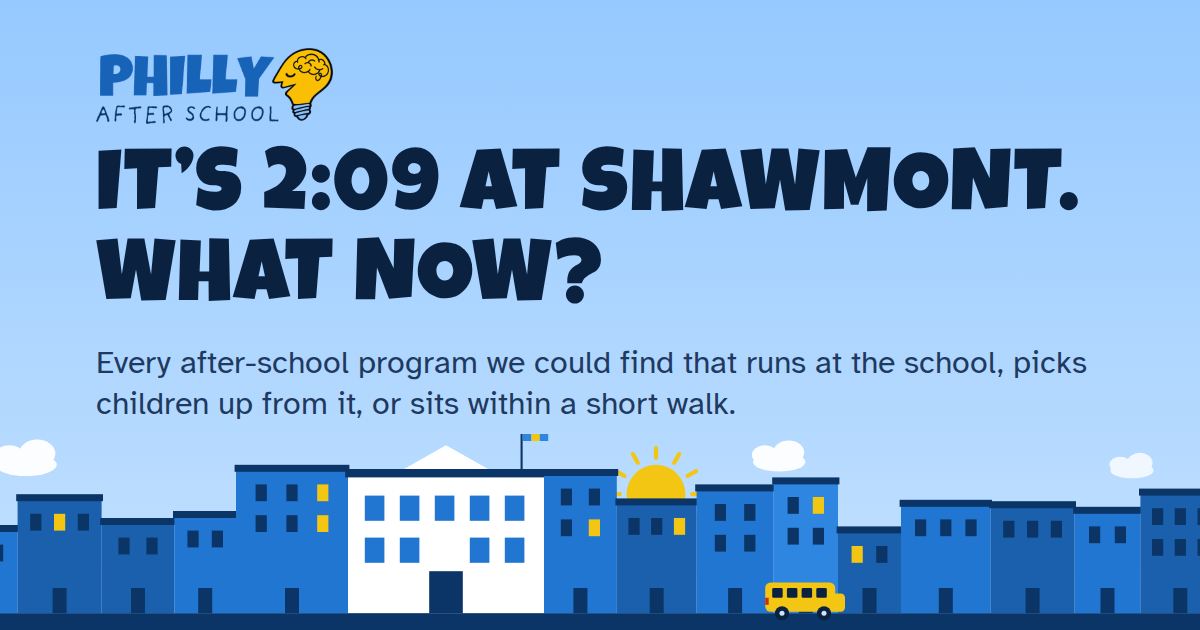 PHILLY
AFTER SCHOOL
IT’S 2:09 AT SHAWMONT.
WHAT NOW?
Every after-school program we could find that runs at the school, picks
children up from it, or sits within a short walk.